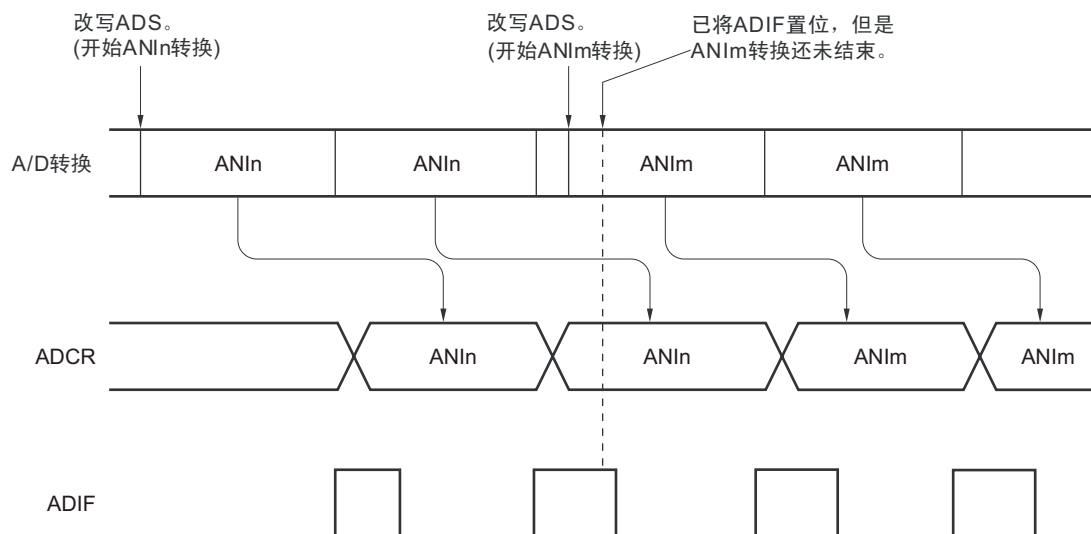 改写ADS。
(开始ANIn转换)
改写ADS。
(开始ANIm转换)
已将ADIF置位，但是
ANIm转换还未结束。
A/D转换
ANIn
ANIn
ANIm
ANIm
ADCR
ANIn
ANIn
ANIm
ANIm
ADIF